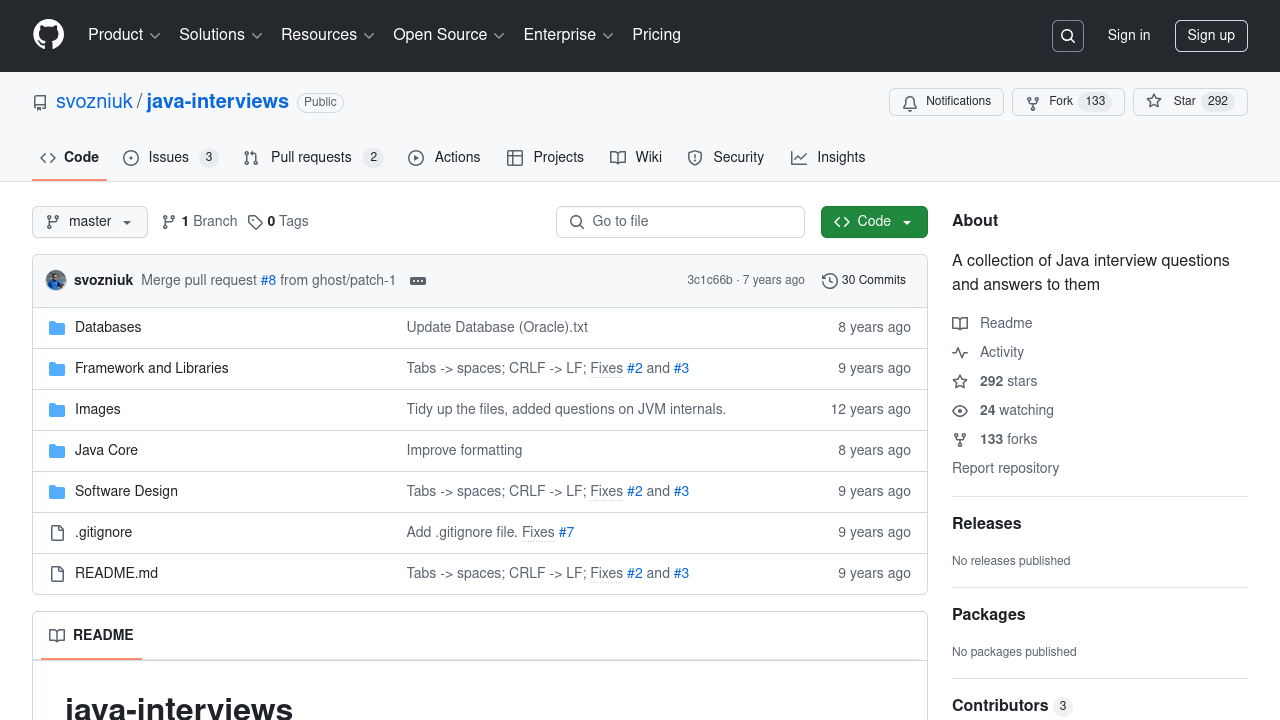 Product Solutions Resources Open Source Enterprise Pricing Sign in Sign up
svozniuk / java-interviews Public Notifications Fork 133 Star 292
Code Issues 3 Pull requests 2 Actions Projects Wiki Security Insights
master 1 Branch 0 Tags Go to file Code
svozniuk Merge pull request #8 from ghost/patch-1 3c1c66b · 7 years ago 30 Commits
Databases Update Database (Oracle).txt 8 years ago
Framework and Libraries Tabs -> spaces; CRLF -> LF; Fixes #2 and #3 9 years ago
Images Tidy up the files, added questions on JVM internals. 12 years ago
Java Core Improve formatting 8 years ago
Software Design Tabs -> spaces; CRLF -> LF; Fixes #2 and #3 9 years ago
.gitignore Add .gitignore file. Fixes #7 9 years ago
README.md Tabs -> spaces; CRLF -> LF; Fixes #2 and #3 9 years ago
README
java-interviews
About
A collection of Java interview questions
and answers to them
Readme
Activity
292 stars
24 watching
133 forks
Report repository
Releases
No releases published
Packages
No packages published
Contributors 3